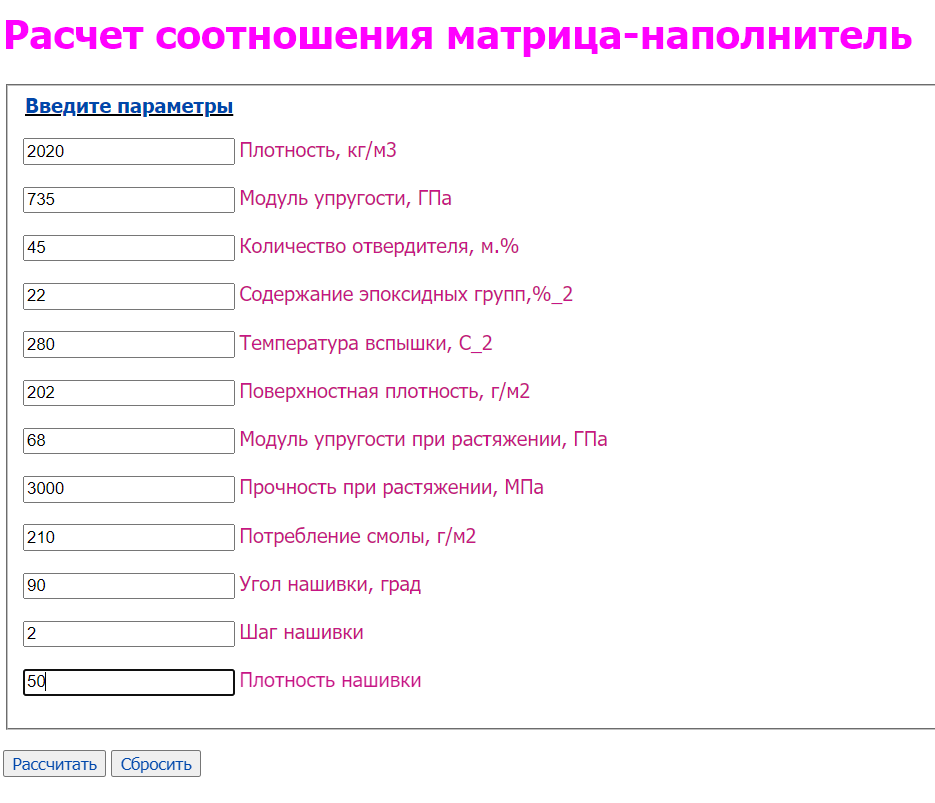 Расчет соотношения матрица-наполнитель
Введите параметры
2020 Плотность, кг/м3
735 Модуль упругости, ГПа
45 Количество отвердителя, м.%
22 Содержание эпоксидных групп,%_2
280 Температура вспышки, С_2
202 Поверхностная плотность, г/м2
68 Модуль упругости при растяжении, ГПа
3000 Прочность при растяжении, МПа
210 Потребление смолы, г/м2
90 Угол нашивки, град
2 Шаг нашивки
50 Плотность нашивки
Рассчитать Сбросить